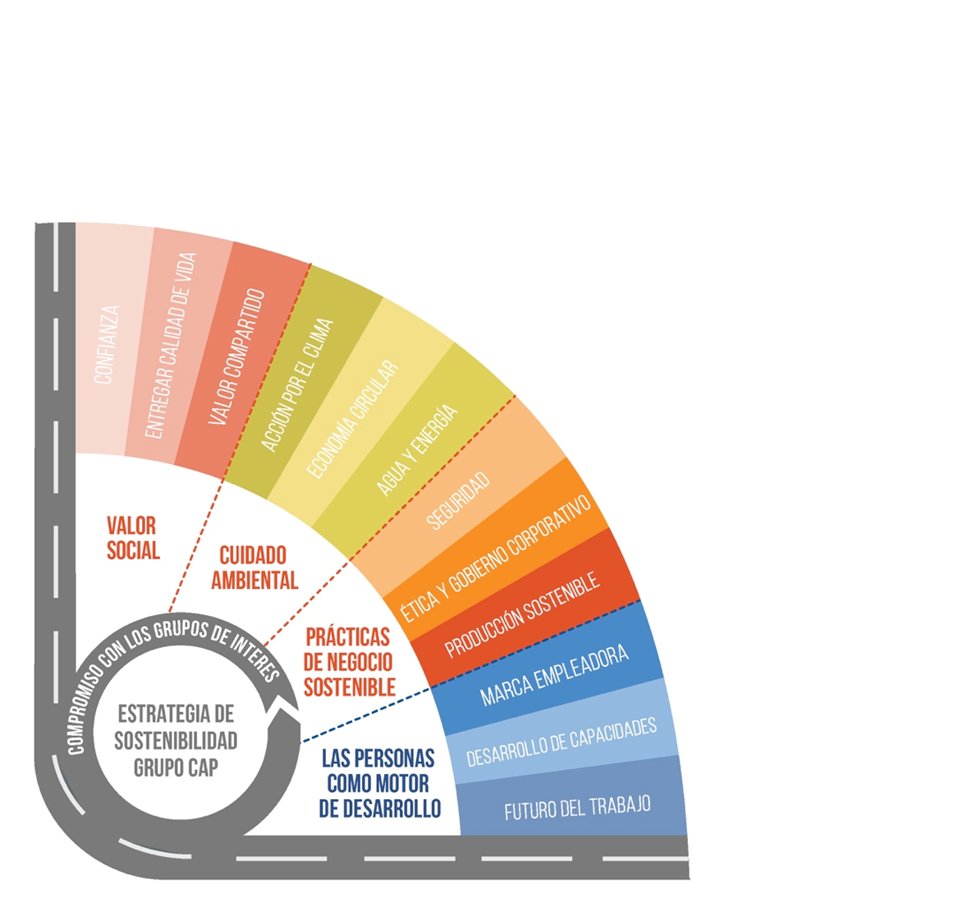 CONFIANZA
ENTREGAR CALIDAD DE VIDA
VALOR COMPARTIDO
ACCIÓN POR EL CLIMA
ECONOMÍA CIRCULAR
AGUA Y ENERGÍA
SEGURIDAD
ÉTICA Y GOBIERNO CORPORATIVO
PRODUCCIÓN SOSTENIBLE
MARCA EMPLEADORA
DESARROLLO DE CAPACIDADES
FUTURO DEL TRABAJO
VALOR
SOCIAL
CUIDADO
AMBIENTAL
PRÁCTICAS
DE NEGOCIO
SOSTENIBLE
LAS PERSONAS
COMO MOTOR
DE DESARROLLO
COMPROMISO CON LOS GRUPOS DE INTERES
ESTRATEGIA DE
SOSTENIBILIDAD
GRUPO CAP